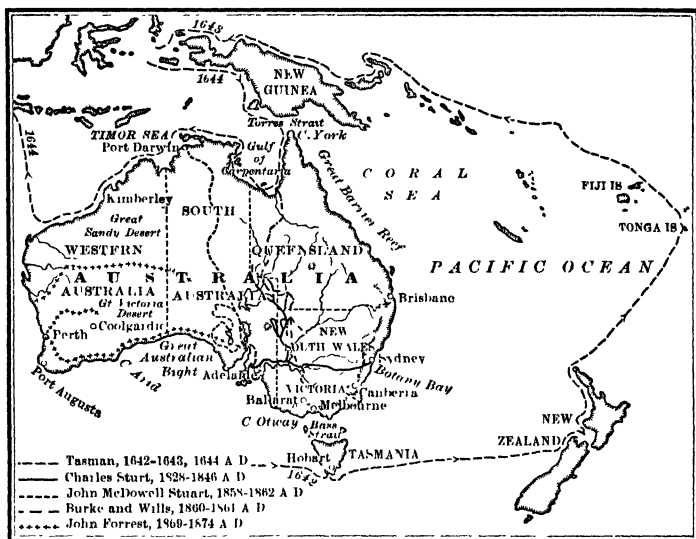 1643
1644
NEW
GUINEA
Torres Strait
C. York
TIMOR SEA
Port Darwin
Gulf
of
Carpentaria
1644
CORAL
SEA
Great Barrier Reef
FIJI IS
TONGA IS
Kimberley
Great
Sandy Desert
SOUTH
WESTERN
QUEENSLAND
AUSTRALIA
PACIFIC OCEAN
AUSTRALIA
AUSTRALIA
Gt Victoria
Desert
Brisbane
Perth
Coolgardie
NEW
SOUTH WALES
Great
Australian
Bight
Adelaide
Sydney
Botany Bay
C Arid
Port Augusta
VICTORIA
Canberra
Ballarat
Melbourne
C Otway
Bass
Strait
NEW
ZEALAND
Hobart
TASMANIA
1642
Tasman, 1642-1643, 1644 A D
Charles Sturt, 1828-1846 A D
John McDowell Stuart, 1858-1862 A D
Burke and Wills, 1860-1861 A D
John Forrest, 1869-1874 A D